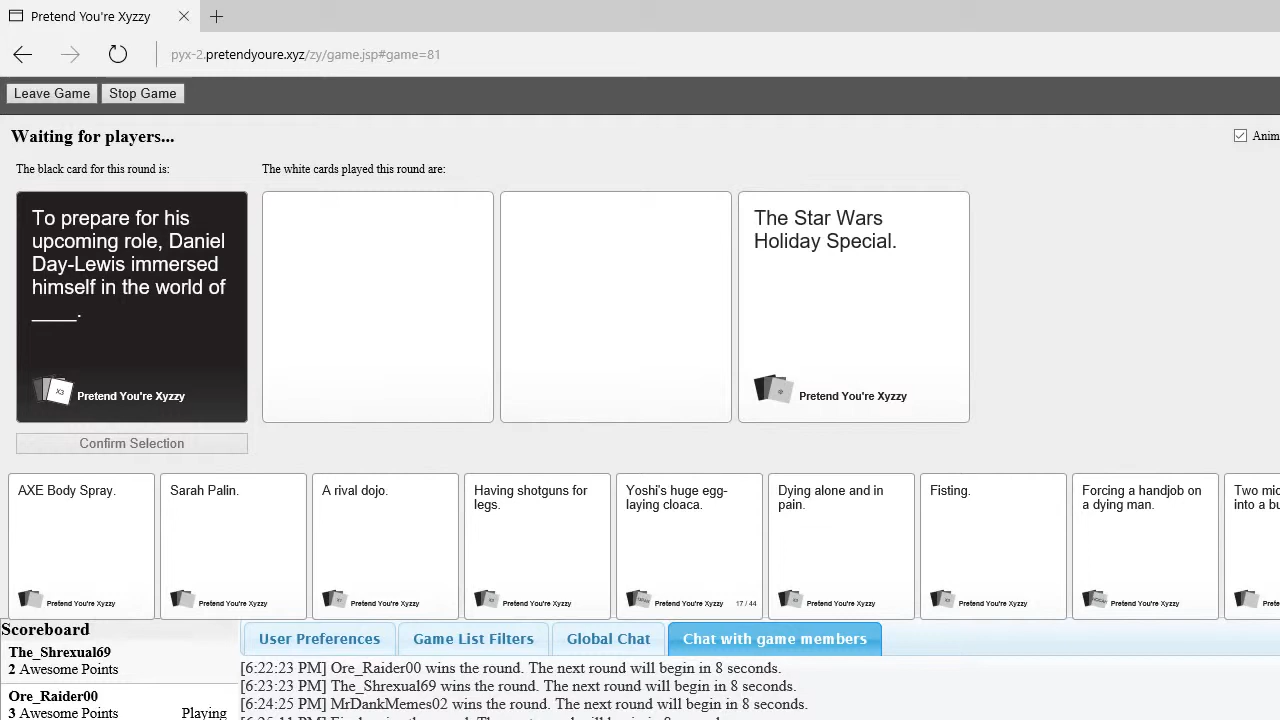 Pretend You're Xyzzy
pyx-2.pretendyoure.xyz/zy/game.jsp#game=81
Leave Game Stop Game
Waiting for players...
Anim
The black card for this round is:
The white cards played this round are:
To prepare for his
upcoming role, Daniel
Day-Lewis immersed
himself in the world of
____.
X3
Pretend You're Xyzzy
The Star Wars
Holiday Special.
Pretend You're Xyzzy
Confirm Selection
AXE Body Spray.
Pretend You're Xyzzy
Sarah Palin.
Pretend You're Xyzzy
A rival dojo.
Pretend You're Xyzzy
Having shotguns for
legs.
Pretend You're Xyzzy
Yoshi's huge egg-
laying cloaca.
Pretend You're Xyzzy 17 / 44
Dying alone and in
pain.
Pretend You're Xyzzy
Fisting.
Pretend You're Xyzzy
Forcing a handjob on
a dying man.
Pretend You're Xyzzy
Two
into a
Pretend
Scoreboard
The_Shrexual69
2 Awesome Points
Ore_Raider00
3 Awesome Points Playing
User Preferences Game List Filters Global Chat Chat with game members
[6:22:23 PM] Ore_Raider00 wins the round. The next round will begin in 8 seconds.
[6:23:23 PM] The_Shrexual69 wins the round. The next round will begin in 8 seconds.
[6:24:25 PM] MrDankMemes02 wins the round. The next round will begin in 8 seconds.